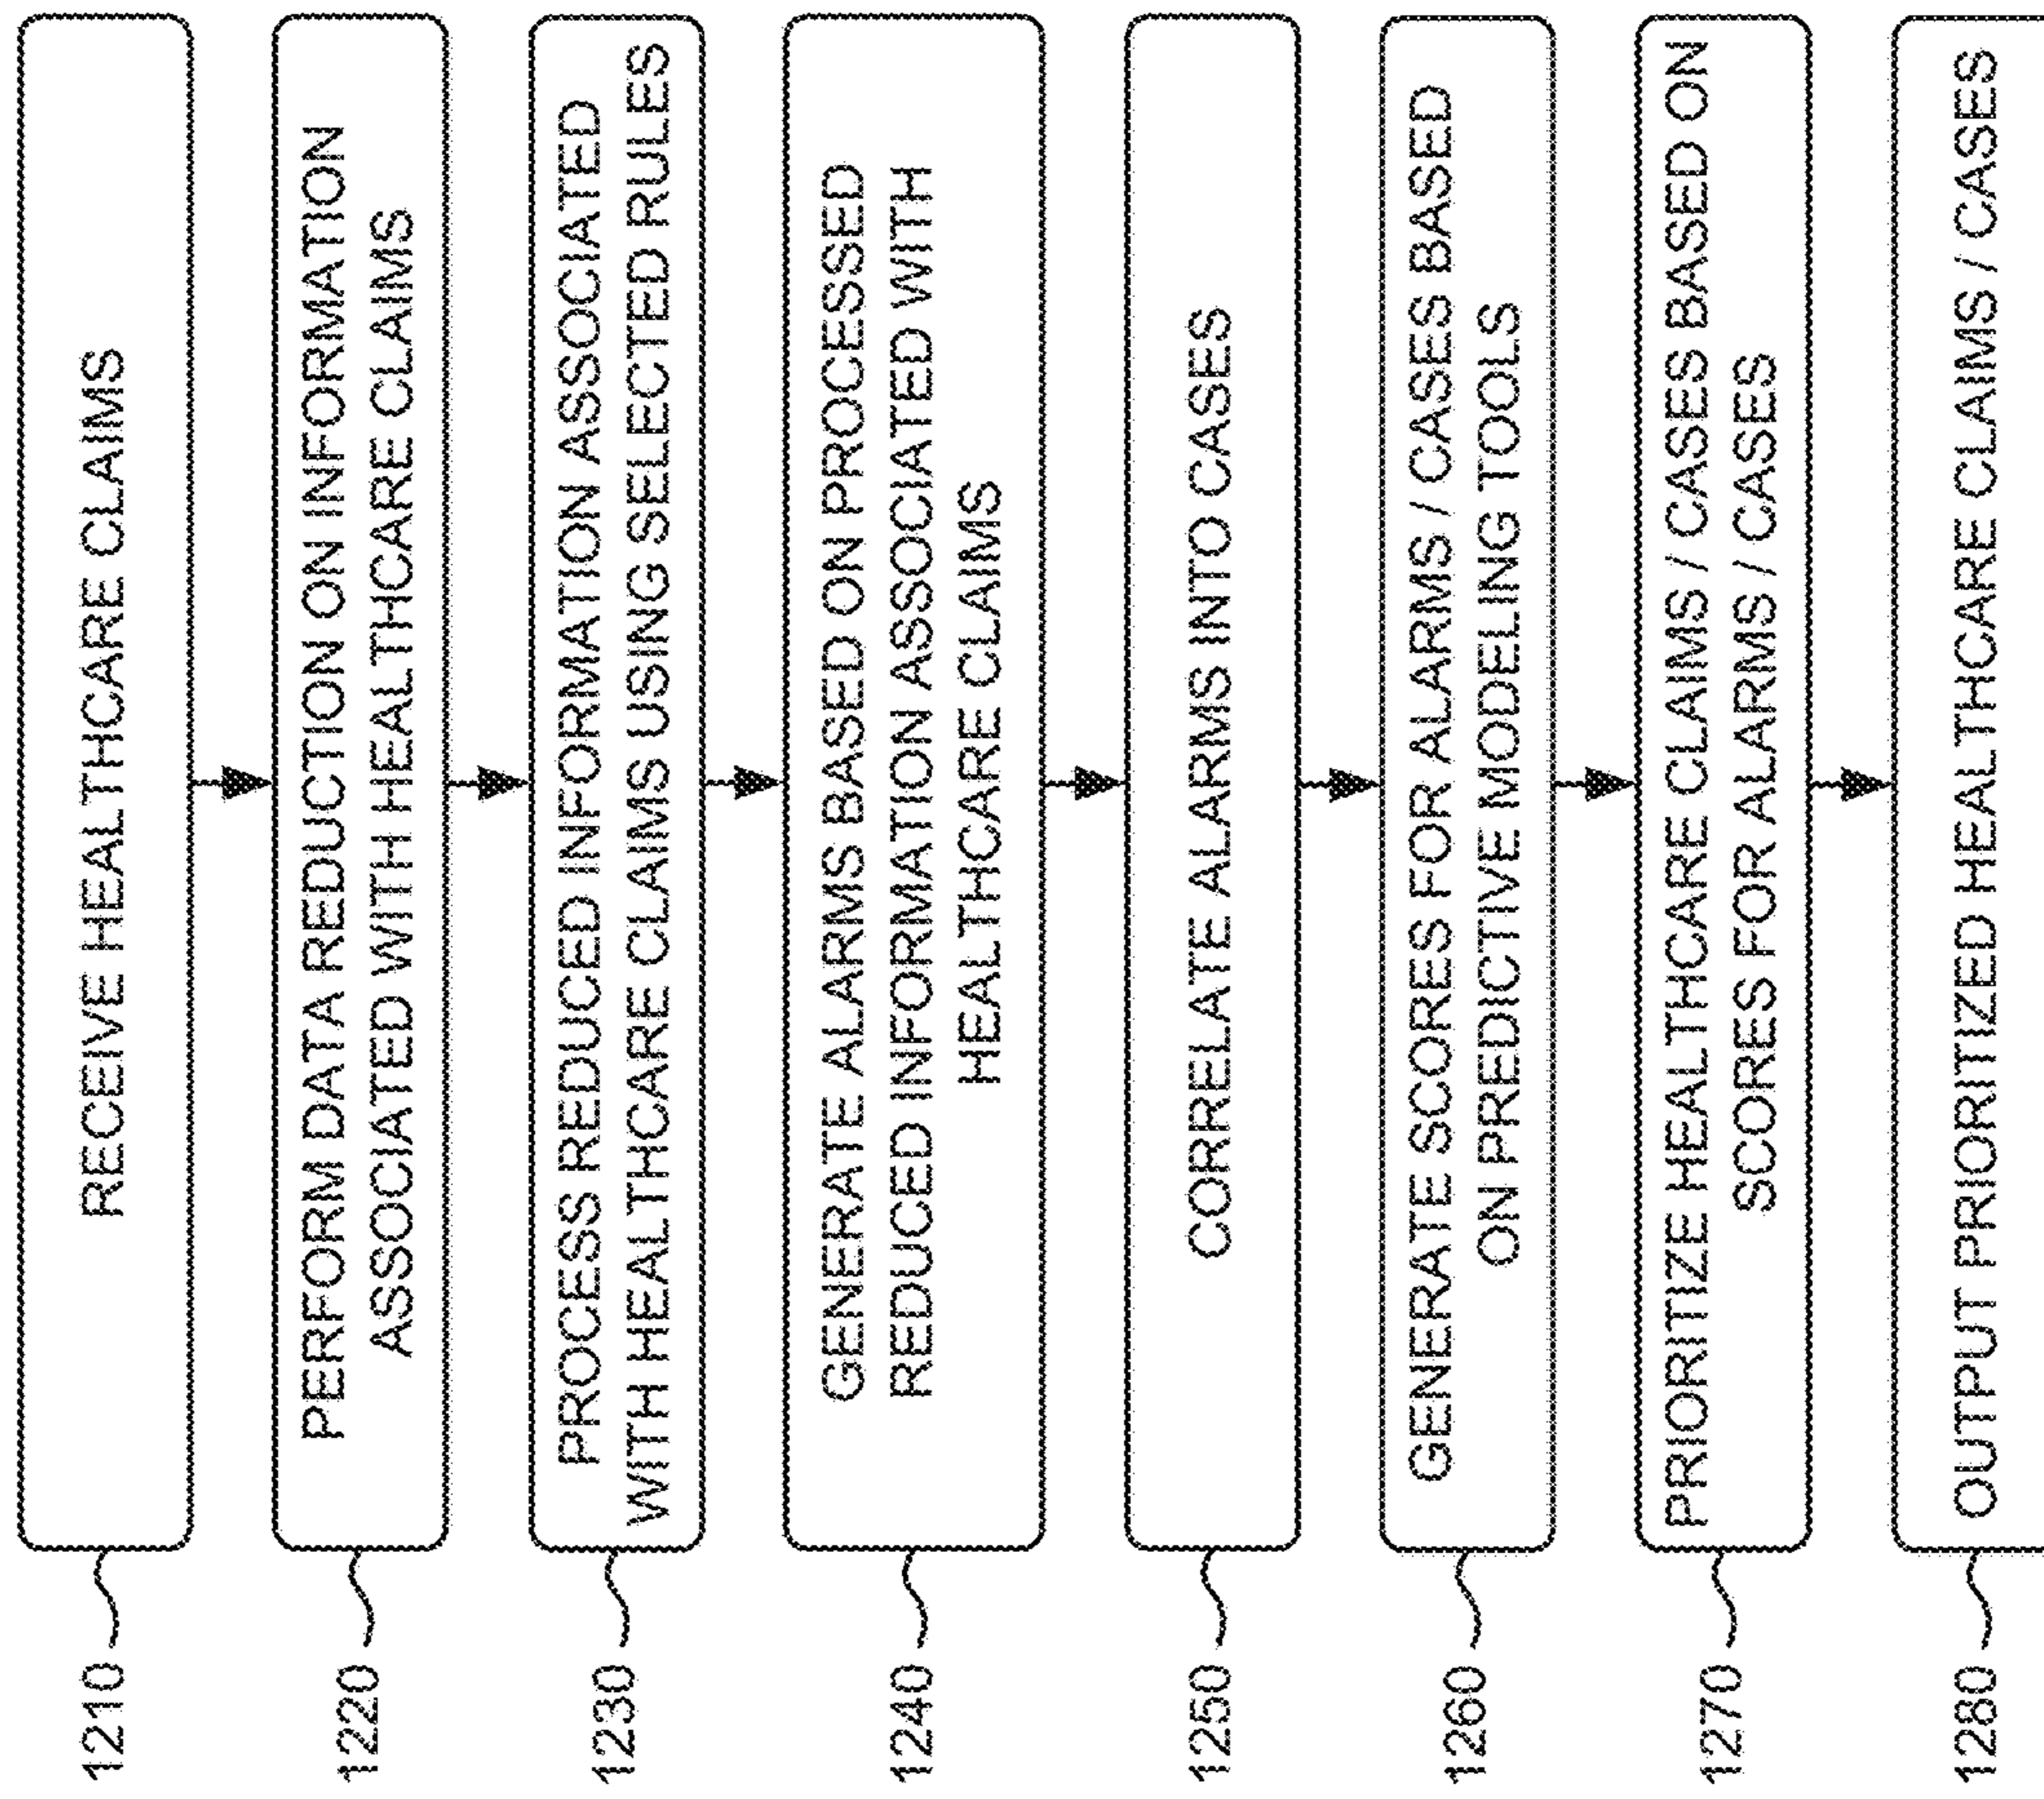 1210
RECEIVE HEALTHCARE CLAIMS
1220
PERFORM DATA REDUCTION ON INFORMATION
ASSOCIATED WITH HEALTHCARE CLAIMS
1230
PROCESS REDUCED INFORMATION ASSOCIATED
WITH HEALTHCARE CLAIMS USING SELECTED RULES
1240
GENERATE ALARMS BASED ON PROCESSED
REDUCED INFORMATION ASSOCIATED WITH
HEALTHCARE CLAIMS
1250
CORRELATE ALARMS INTO CASES
1260
GENERATE SCORES FOR ALARMS / CASES BASED
ON PREDICTIVE MODELING TOOLS
1270
PRIORITIZE HEALTHCARE CLAIMS / CASES BASED ON
SCORES FOR ALARMS / CASES
1280
OUTPUT PRIORITIZED HEALTHCARE CLAIMS / CASES